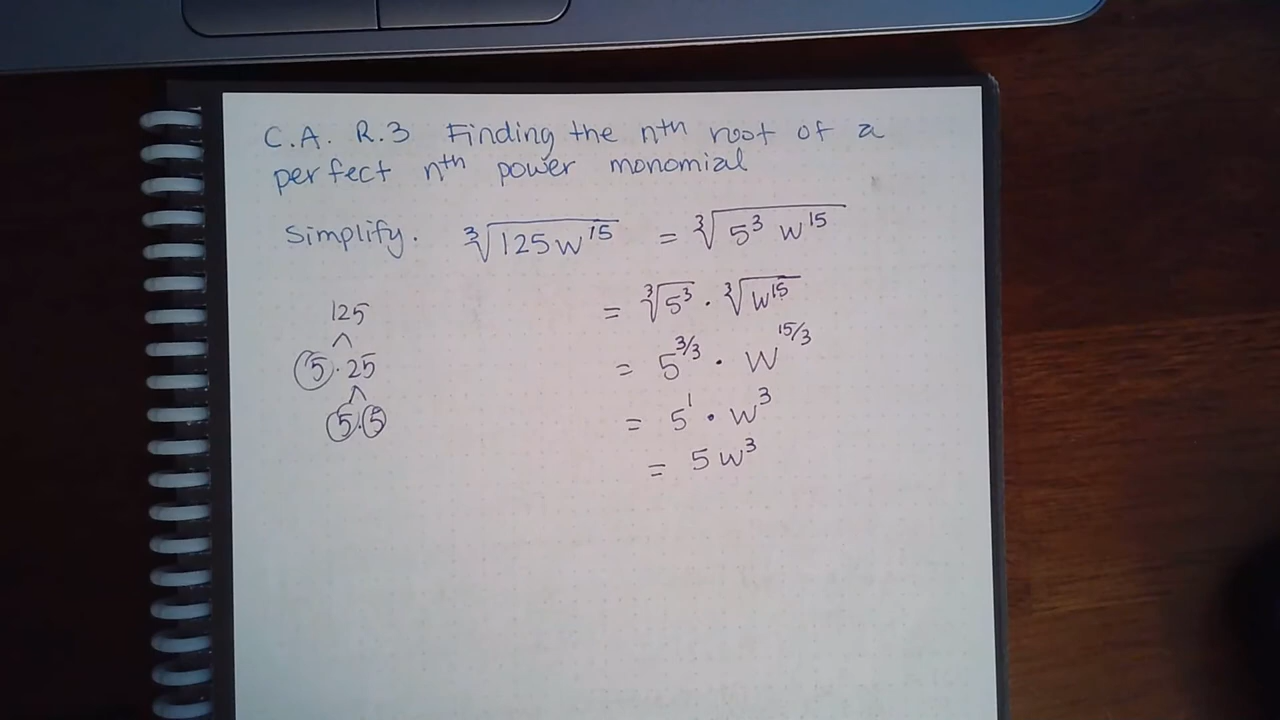 C.A. R.3 Finding the nth root of a
perfect nth power monomial
Simplify. ∛(125w¹⁵) = ∛(5³ w¹⁵)
125
= ∛(5³) · ∛(w¹⁵)
5 · 25
= 5^(3/3) · w^(15/3)
5 · 5
= 5¹ · w³
= 5w³